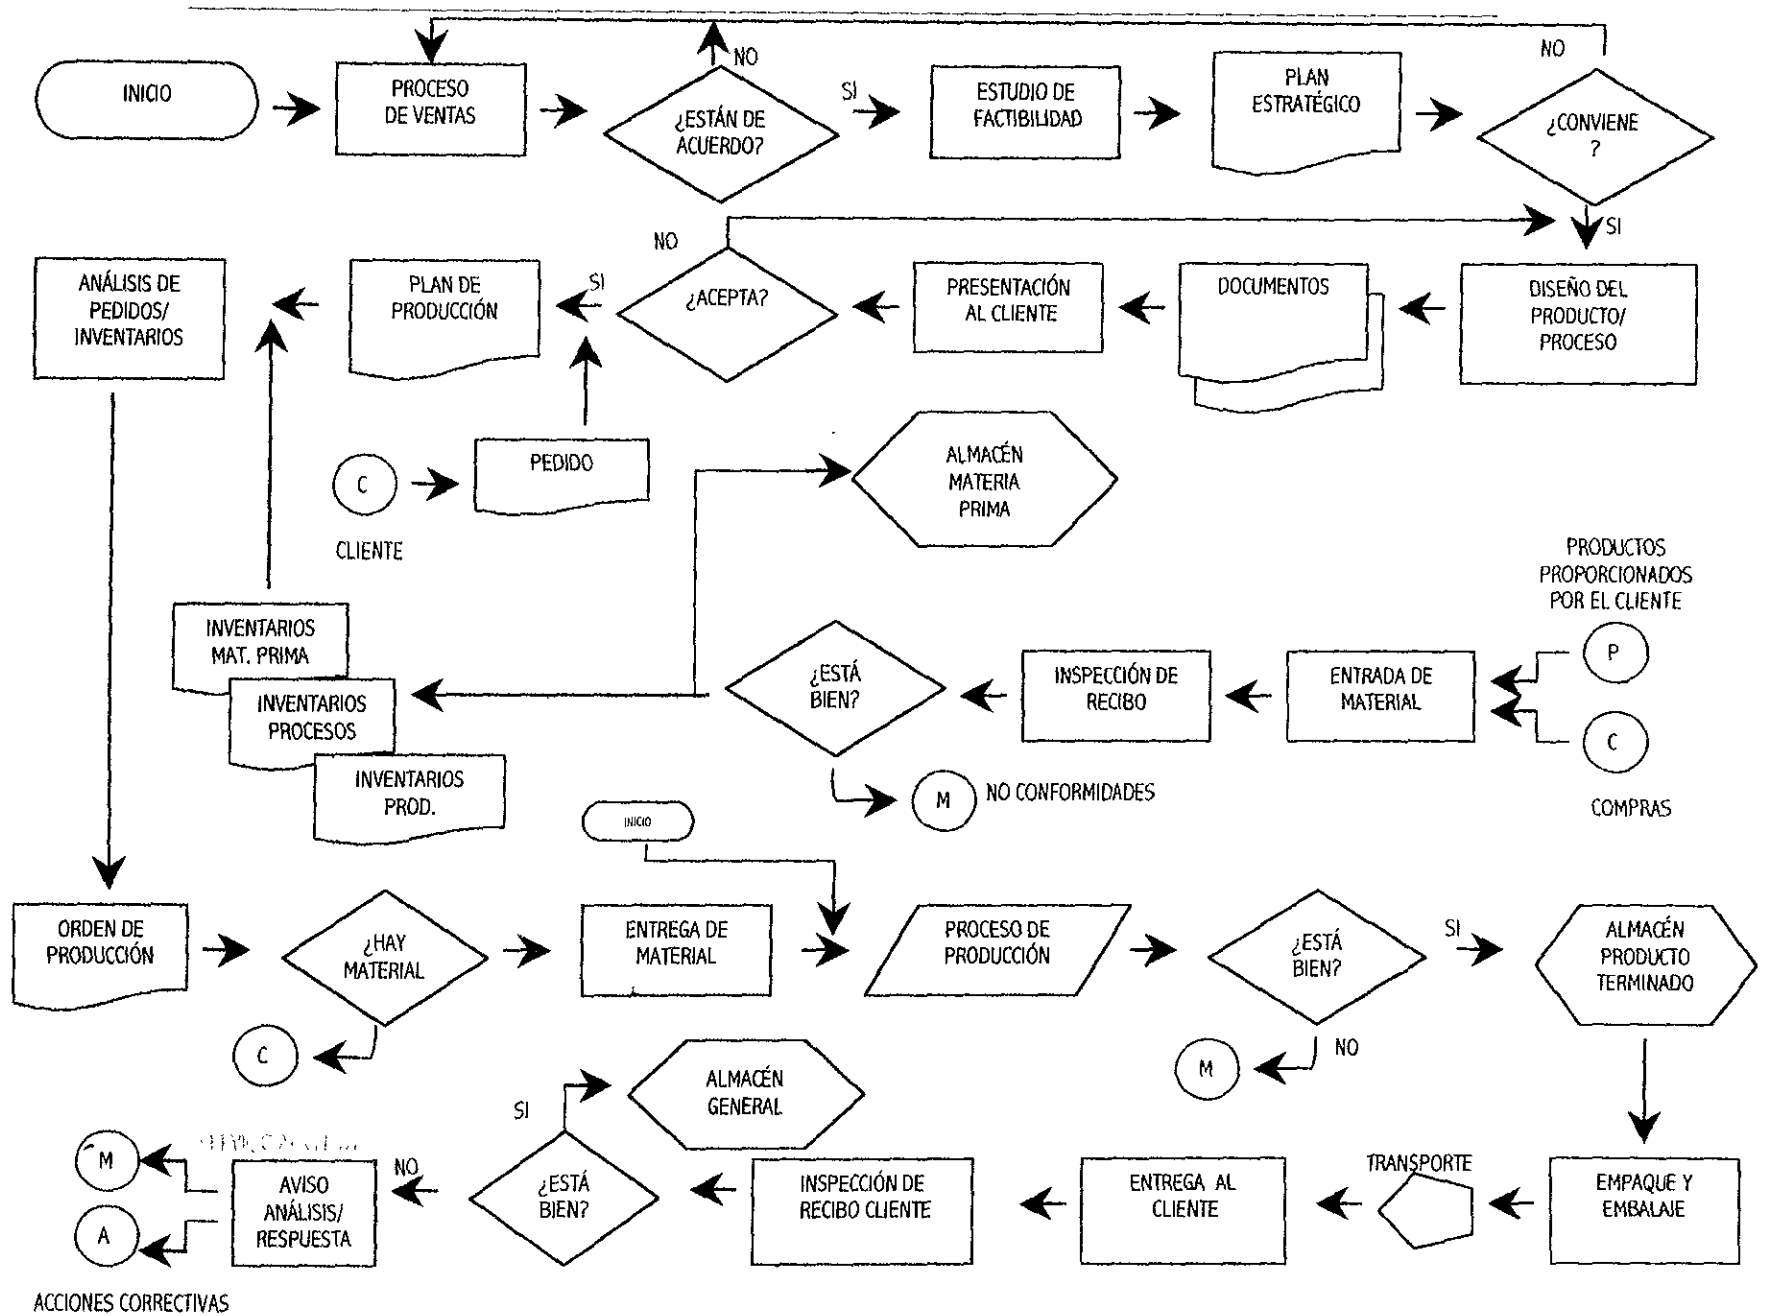 NO
NO
INICIO
PROCESO
DE VENTAS
¿ESTÁN DE
ACUERDO?
SI
ESTUDIO DE
FACTIBILIDAD
PLAN
ESTRATÉGICO
¿CONVIENE
?
SI
NO
ANÁLISIS DE
PEDIDOS/
INVENTARIOS
PLAN DE
PRODUCCIÓN
SI
¿ACEPTA?
PRESENTACIÓN
AL CLIENTE
DOCUMENTOS
DISEÑO DEL
PRODUCTO/
PROCESO
C
CLIENTE
PEDIDO
ALMACÉN
MATERIA
PRIMA
PRODUCTOS
PROPORCIONADOS
POR EL CLIENTE
INVENTARIOS
MAT. PRIMA
INVENTARIOS
PROCESOS
INVENTARIOS
PROD.
¿ESTÁ
BIEN?
INSPECCIÓN DE
RECIBO
ENTRADA DE
MATERIAL
P
C
COMPRAS
M
NO CONFORMIDADES
INICIO
ORDEN DE
PRODUCCIÓN
¿HAY
MATERIAL
ENTREGA DE
MATERIAL
PROCESO DE
PRODUCCIÓN
¿ESTÁ
BIEN?
SI
ALMACÉN
PRODUCTO
TERMINADO
C
M
NO
ALMACÉN
GENERAL
SI
M
A
ACCIONES CORRECTIVAS
AVISO
ANÁLISIS/
RESPUESTA
NO
¿ESTÁ
BIEN?
INSPECCIÓN DE
RECIBO CLIENTE
ENTREGA AL
CLIENTE
TRANSPORTE
EMPAQUE Y
EMBALAJE